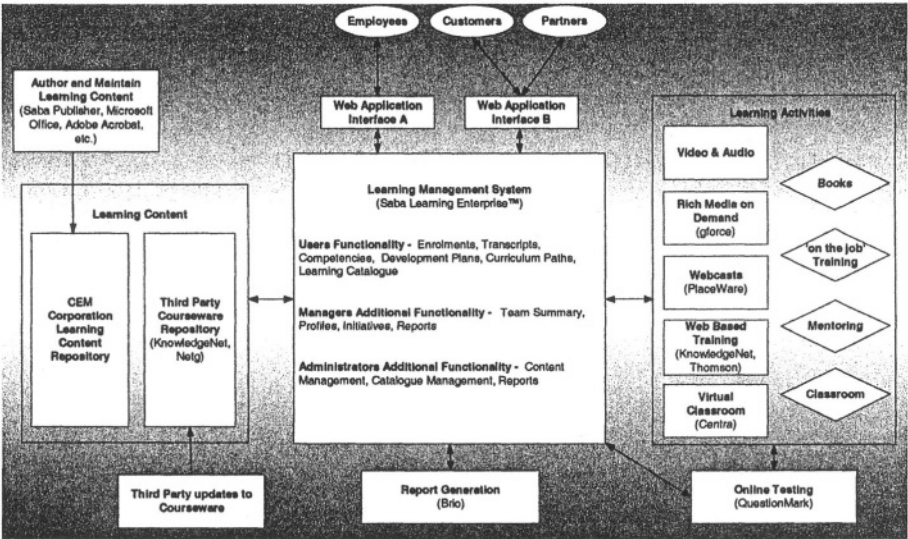 Employees
Customers
Partners
Author and Maintain
Learning Content
(Saba Publisher, Microsoft
Office, Adobe Acrobat,
etc.)
Web Application
Interface A
Web Application
Interface B
Learning Content
CEM
Corporation
Learning
Content
Repository
Third Party
Courseware
Repository
(KnowledgeNet,
Netg)
Third Party updates to
Courseware
Learning Management System
(Saba Learning Enterprise™)
Users Functionality - Enrolments, Transcripts,
Competencies, Development Plans, Curriculum Paths,
Learning Catalogue
Managers Additional Functionality - Team Summary,
Profiles, Initiatives, Reports
Administrators Additional Functionality - Content
Management, Catalogue Management, Reports
Report Generation
(Brio)
Learning Activities
Video & Audio
Rich Media on
Demand
(gforce)
Webcasts
(PlaceWare)
Web Based
Training
(KnowledgeNet,
Thomson)
Virtual
Classroom
(Centra)
Books
'on the job'
Training
Mentoring
Classroom
Online Testing
(QuestionMark)